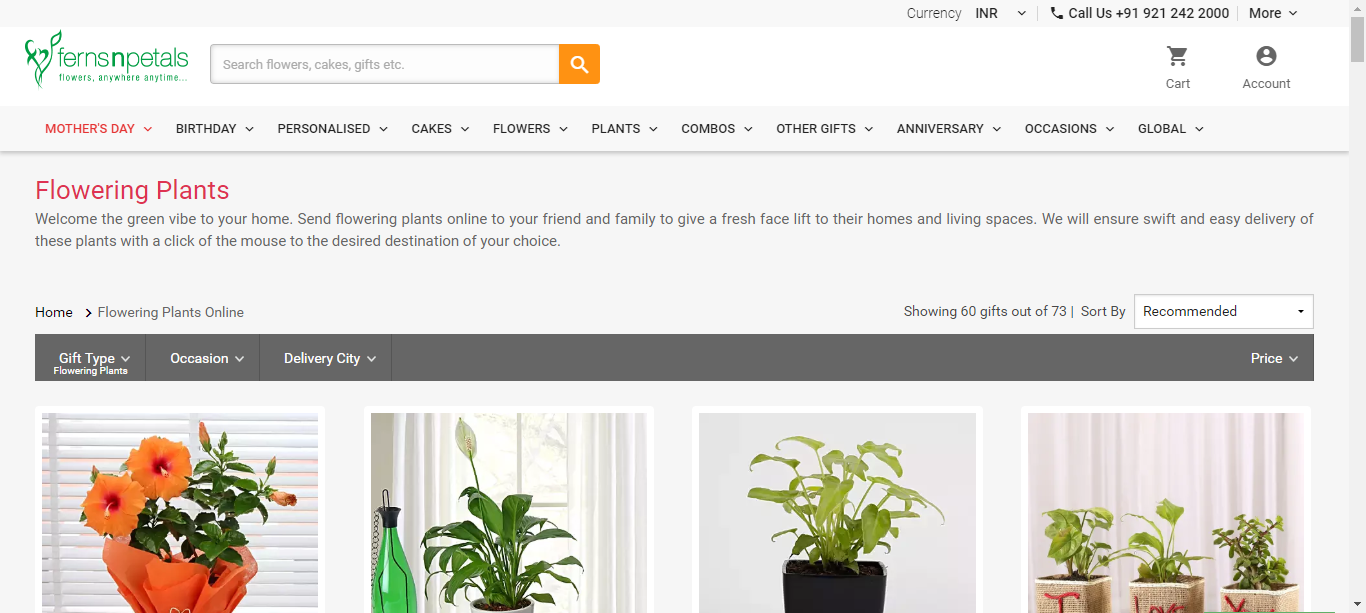 Currency INR Call Us +91 921 242 2000 More
fernsnpetals
flowers, anywhere anytime...
Search flowers, cakes, gifts etc.
Cart Account
MOTHER'S DAY BIRTHDAY PERSONALISED CAKES FLOWERS PLANTS COMBOS OTHER GIFTS ANNIVERSARY OCCASIONS GLOBAL
Flowering Plants
Welcome the green vibe to your home. Send flowering plants online to your friend and family to give a fresh face lift to their homes and living spaces. We will ensure swift and easy delivery of
these plants with a click of the mouse to the desired destination of your choice.
Home Flowering Plants Online Showing 60 gifts out of 73 | Sort By Recommended
Gift Type Occasion Delivery City Price
Flowering Plants
I Love